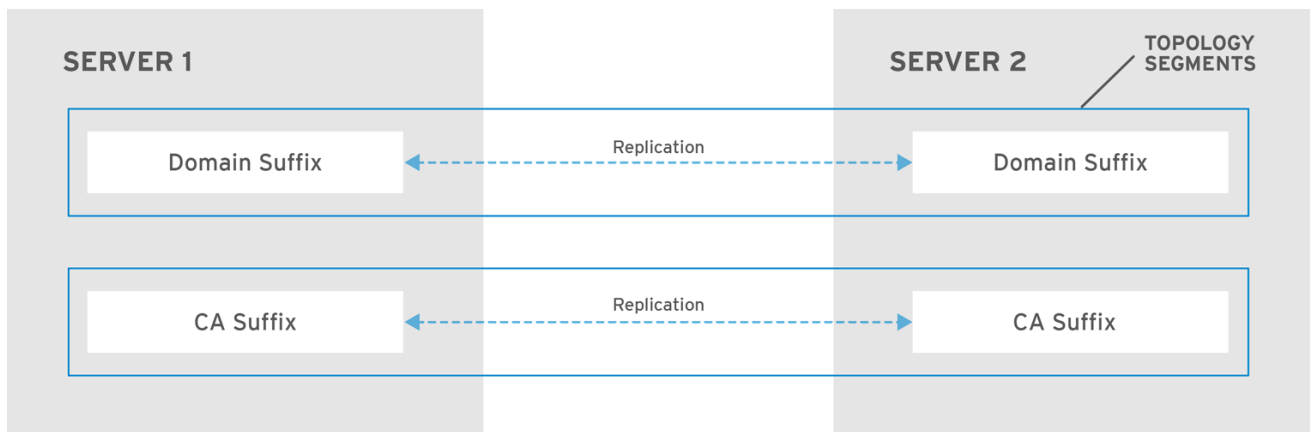 SERVER 1
SERVER 2
TOPOLOGY
SEGMENTS
Domain Suffix
Replication
Domain Suffix
CA Suffix
Replication
CA Suffix